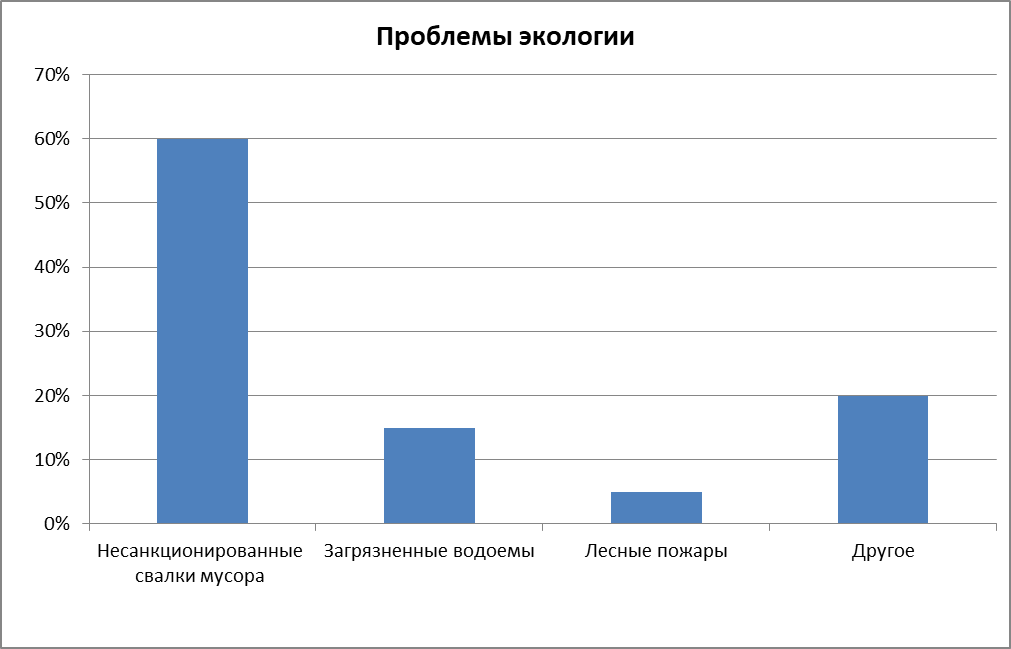 Проблемы экологии
70%
60%
50%
40%
30%
20%
10%
0%
Несанкционированные
свалки мусора
Загрязненные водоемы
Лесные пожары
Другое